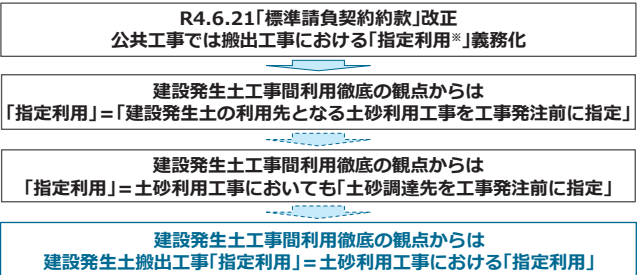 R4.6.21｢標準請負契約約款｣改正
公共工事では搬出工事における｢指定利用※｣義務化
建設発生土工事間利用徹底の観点からは
｢指定利用｣＝｢建設発生土の利用先となる土砂利用工事を工事発注前に指定｣
建設発生土工事間利用徹底の観点からは
｢指定利用｣＝土砂利用工事においても｢土砂調達先を工事発注前に指定｣
建設発生土工事間利用徹底の観点からは
建設発生土搬出工事｢指定利用｣＝土砂利用工事における｢指定利用｣